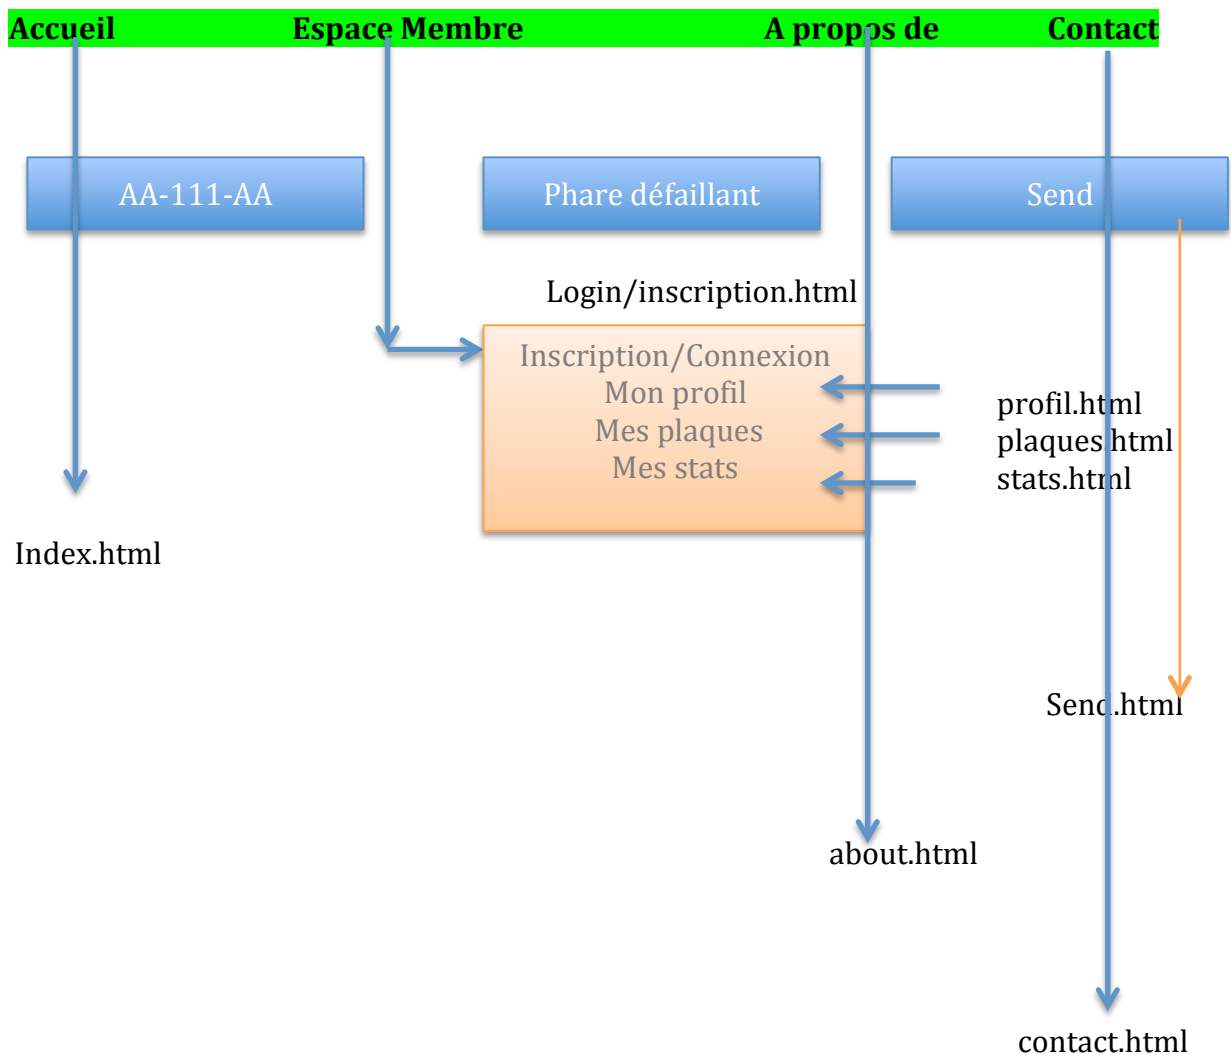 Accueil Espace Membre A propos de Contact
AA-111-AA Phare défaillant Send
Login/inscription.html
Inscription/Connexion
Mon profil
Mes plaques
Mes stats
profil.html
plaques.html
stats.html
Index.html
Send.html
about.html
contact.html